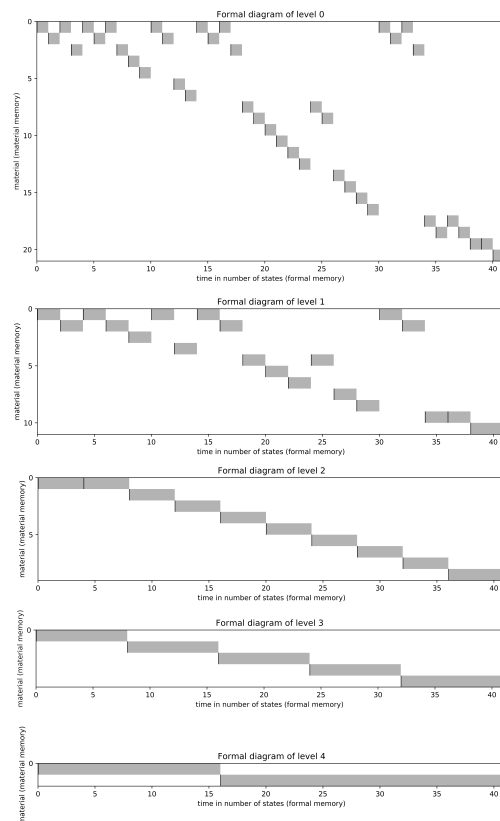 Formal diagram of level 0
material (material memory)
0
5
10
15
20
0 5 10 15 20 25 30 35 40
time in number of states (formal memory)
Formal diagram of level 1
material (material memory)
0
5
10
0 5 10 15 20 25 30 35 40
time in number of states (formal memory)
Formal diagram of level 2
material (material memory)
0
5
0 5 10 15 20 25 30 35 40
time in number of states (formal memory)
Formal diagram of level 3
material (material memory)
0
0 5 10 15 20 25 30 35 40
time in number of states (formal memory)
Formal diagram of level 4
naterial (material memory)
0
0 5 10 15 20 25 30 35 40
time in number of states (formal memory)